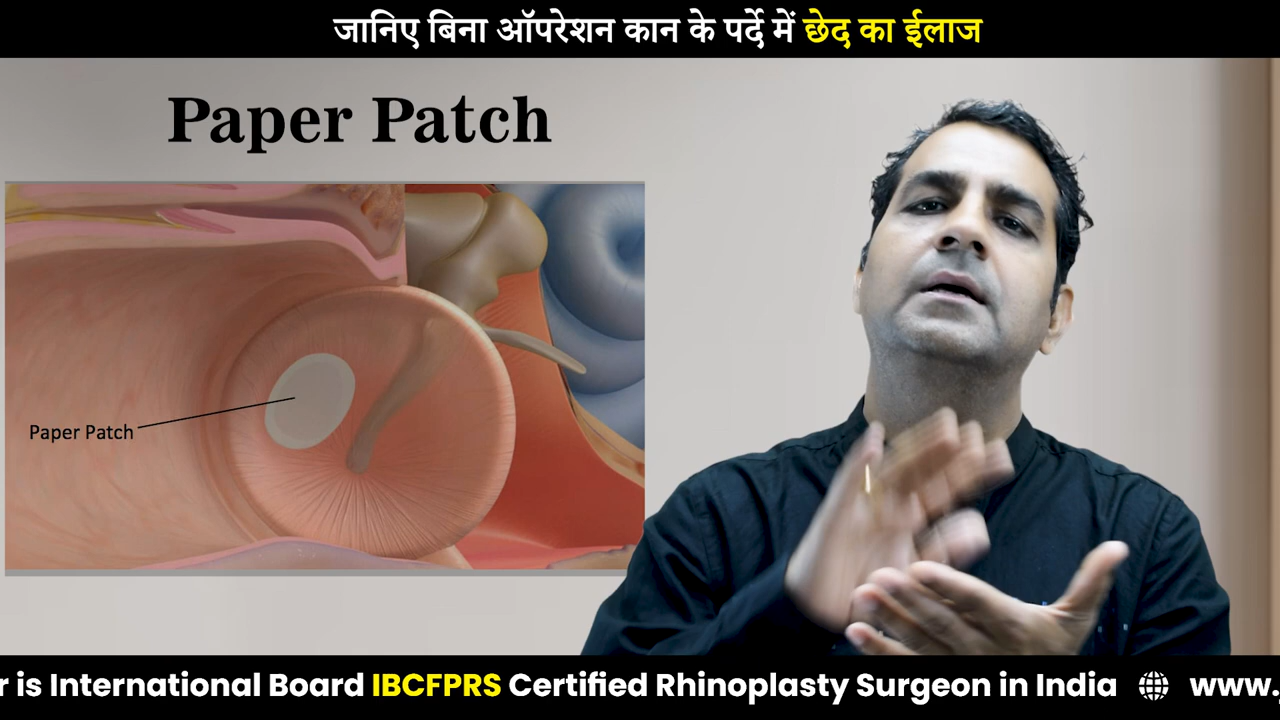 जानिए बिना ऑपरेशन कान के पर्दे में छेद का ईलाज
Paper Patch
Paper Patch
is International Board IBCFPRS Certified Rhinoplasty Surgeon in India www.